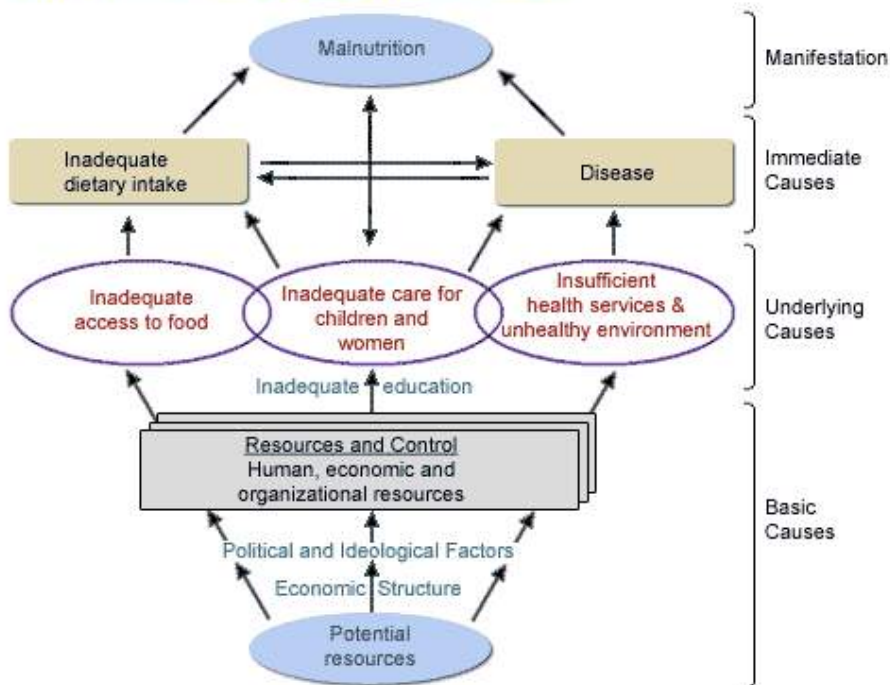 Malnutrition
Manifestation
Inadequate
dietary intake
Disease
Immediate
Causes
Inadequate
access to food
Inadequate care for
children and
women
Insufficient
health services &
unhealthy environment
Underlying
Causes
Inadequate education
Resources and Control
Human, economic and
organizational resources
Basic
Causes
Political and Ideological Factors
Economic Structure
Potential
resources